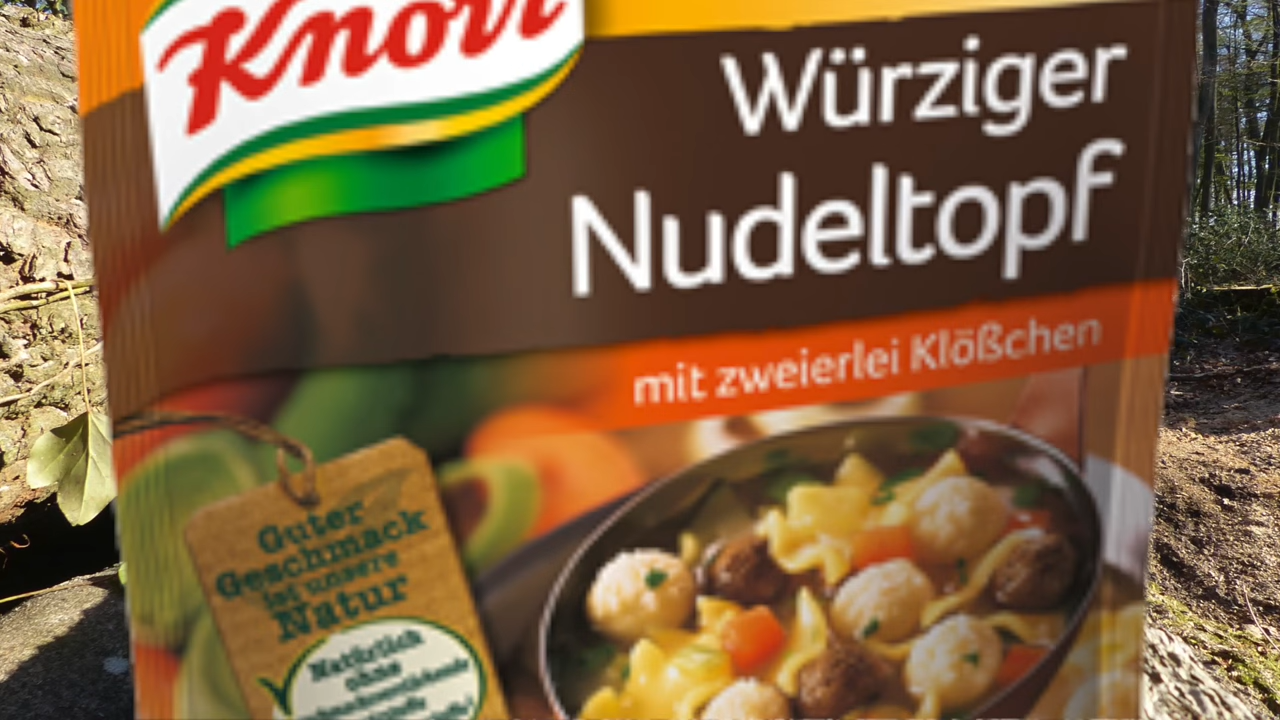 Knorr
Würziger
Nudeltopf
mit zweierlei Klößchen
Guter
Geschmack
ist unsere
Natur
Natürlich
ohne